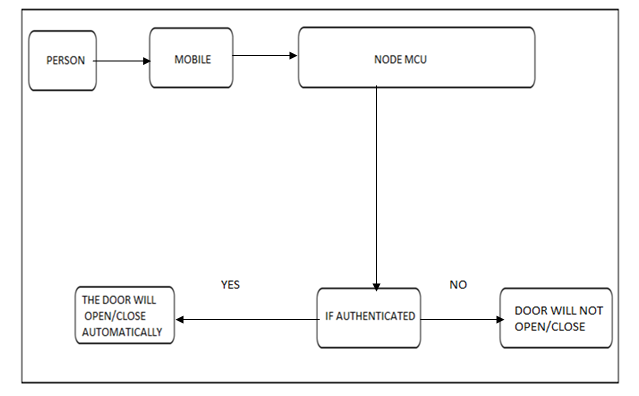 PERSON
MOBILE
NODE MCU
YES
NO
THE DOOR WILL
OPEN/CLOSE
AUTOMATICALLY
IF AUTHENTICATED
DOOR WILL NOT
OPEN/CLOSE